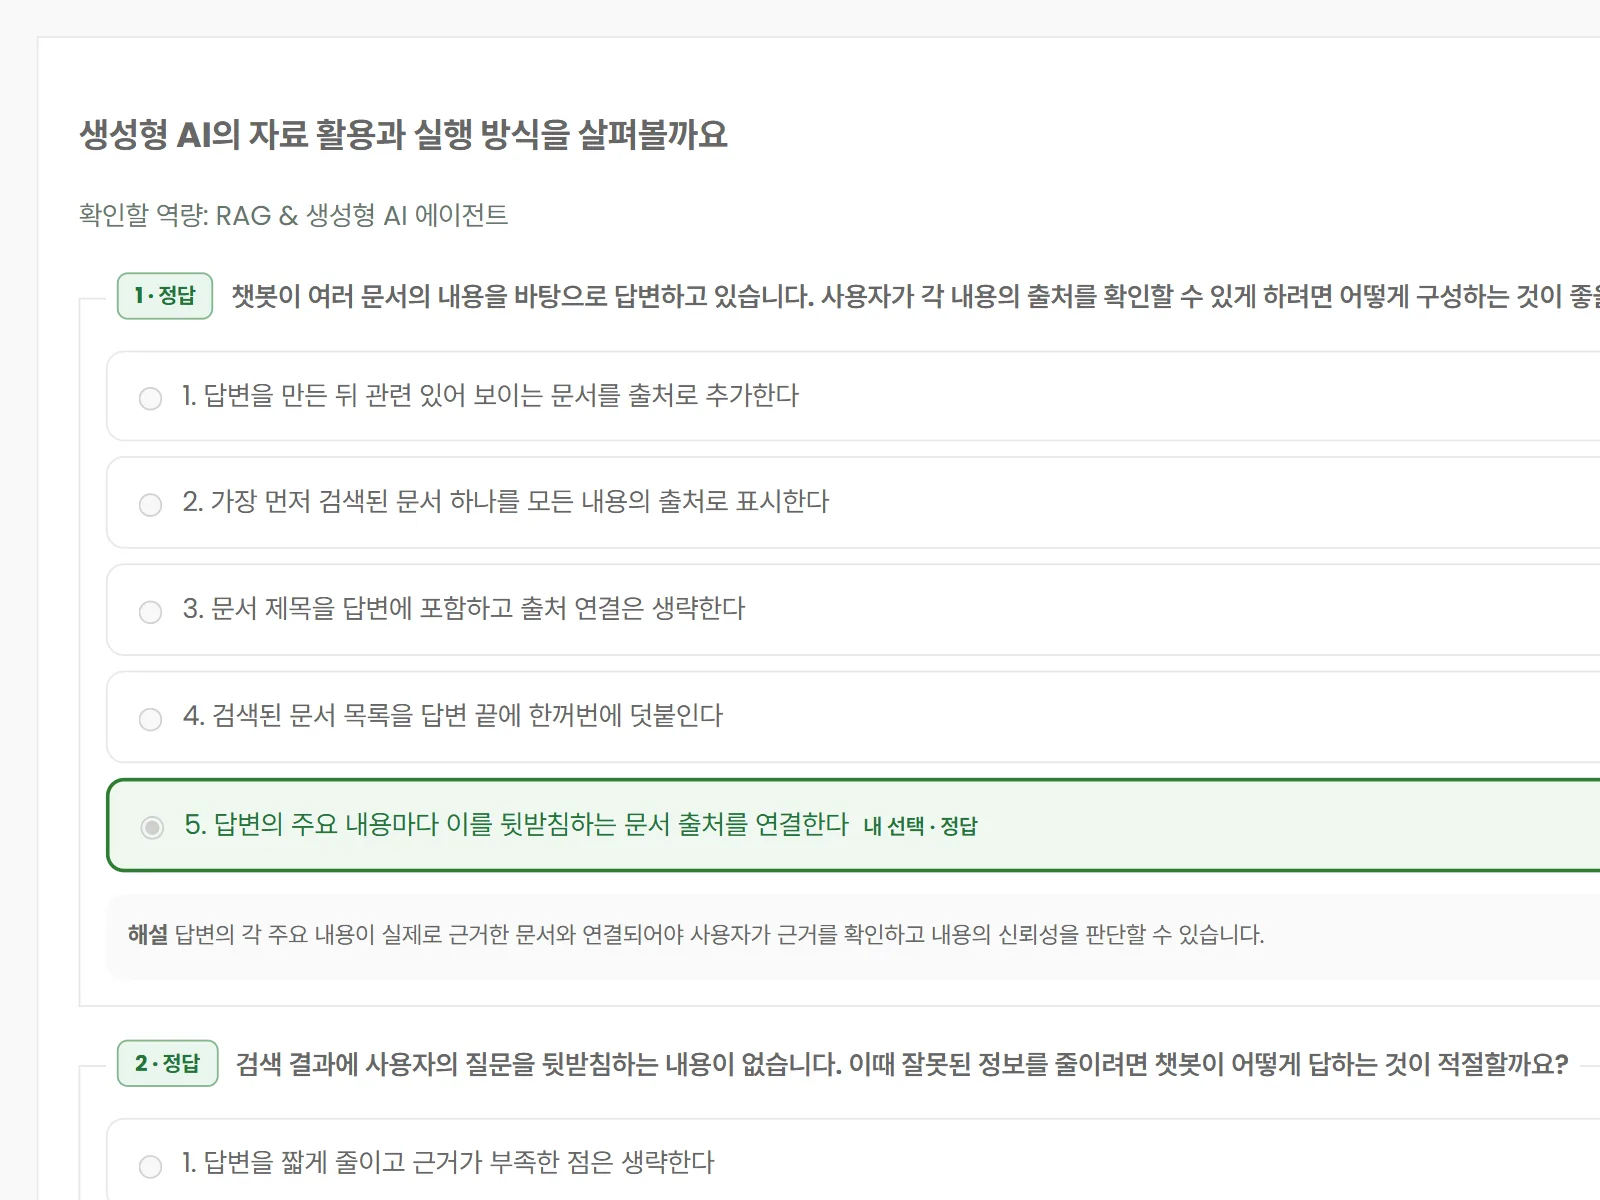 생성형 AI의 자료 활용과 실행 방식을 살펴볼까요
확인할 역량: RAG & 생성형 AI 에이전트
1 · 정답 챗봇이 여러 문서의 내용을 바탕으로 답변하고 있습니다. 사용자가 각 내용의 출처를 확인할 수 있게 하려면 어떻게 구성하는 것이
1. 답변을 만든 뒤 관련 있어 보이는 문서를 출처로 추가한다
2. 가장 먼저 검색된 문서 하나를 모든 내용의 출처로 표시한다
3. 문서 제목을 답변에 포함하고 출처 연결은 생략한다
4. 검색된 문서 목록을 답변 끝에 한꺼번에 덧붙인다
5. 답변의 주요 내용마다 이를 뒷받침하는 문서 출처를 연결한다 내 선택 · 정답
해설 답변의 각 주요 내용이 실제로 근거한 문서와 연결되어야 사용자가 근거를 확인하고 내용의 신뢰성을 판단할 수 있습니다.
2 · 정답 검색 결과에 사용자의 질문을 뒷받침하는 내용이 없습니다. 이때 잘못된 정보를 줄이려면 챗봇이 어떻게 답하는 것이 적절할까요?
1. 답변을 짧게 줄이고 근거가 부족한 점은 생략한다